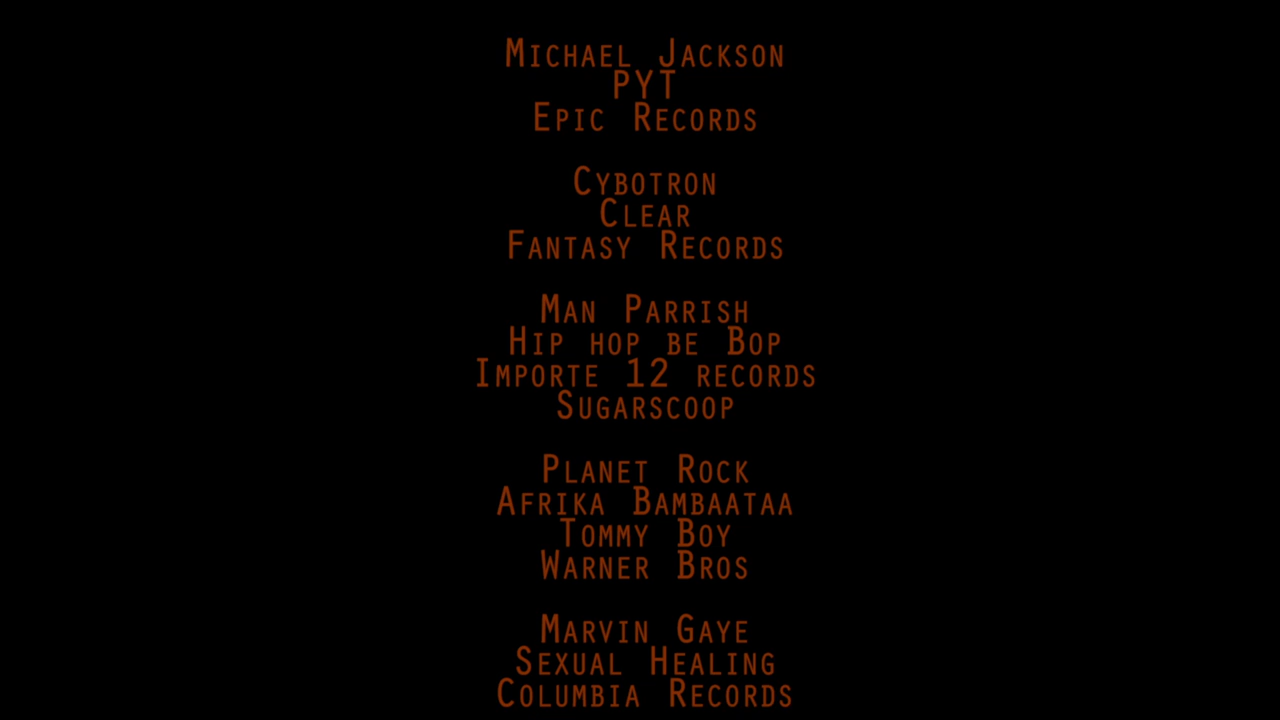 Michael Jackson
PYT
Epic Records
Cybotron
Clear
Fantasy Records
Man Parrish
Hip hop be Bop
Importe 12 records
Sugarscoop
Planet Rock
Afrika Bambaataa
Tommy Boy
Warner Bros
Marvin Gaye
Sexual Healing
Columbia Records